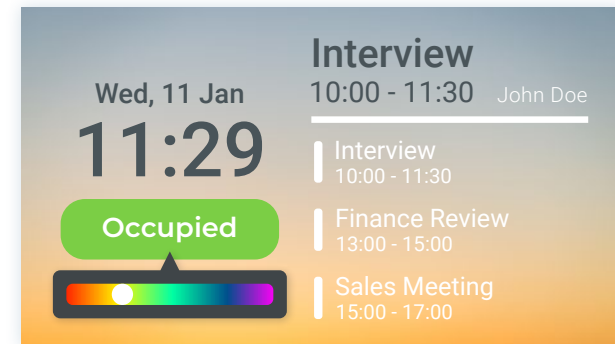 Wed, 11 Jan
11:29
Occupied
Interview
10:00 - 11:30 John Doe
Interview
10:00 - 11:30
Finance Review
13:00 - 15:00
Sales Meeting
15:00 - 17:00